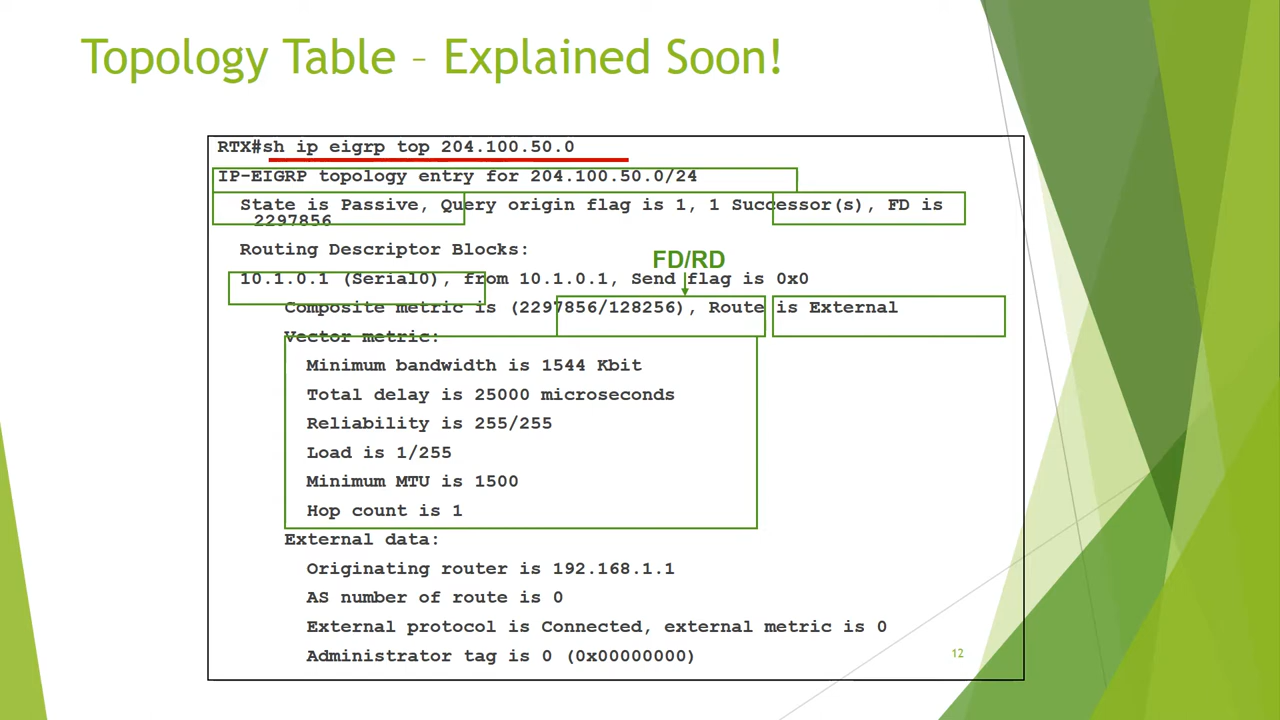 Topology Table – Explained Soon!
RTX#sh ip eigrp top 204.100.50.0
IP-EIGRP topology entry for 204.100.50.0/24
State is Passive, Query origin flag is 1, 1 Successor(s), FD is
2297856
Routing Descriptor Blocks:
FD/RD
10.1.0.1 (Serial0), from 10.1.0.1, Send flag is 0x0
Composite metric is (2297856/128256), Route is External
Vector metric:
Minimum bandwidth is 1544 Kbit
Total delay is 25000 microseconds
Reliability is 255/255
Load is 1/255
Minimum MTU is 1500
Hop count is 1
External data:
Originating router is 192.168.1.1
AS number of route is 0
External protocol is Connected, external metric is 0
Administrator tag is 0 (0x00000000)
12